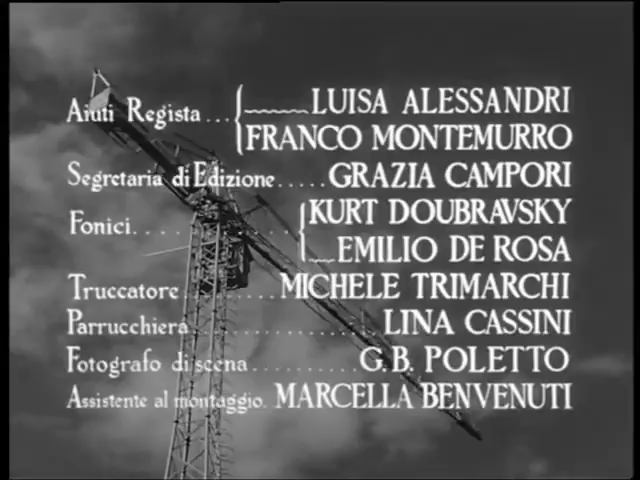 Aiuti Regista... LUISA ALESSANDRI
FRANCO MONTEMURRO
Segretaria di Edizione..... GRAZIA CAMPORI
Fonici............ KURT DOUBRAVSKY
EMILIO DE ROSA
Truccatore......... MICHELE TRIMARCHI
Parrucchiera.............. LINA CASSINI
Fotografo di scena........... G.B. POLETTO
Assistente al montaggio. MARCELLA BENVENUTI